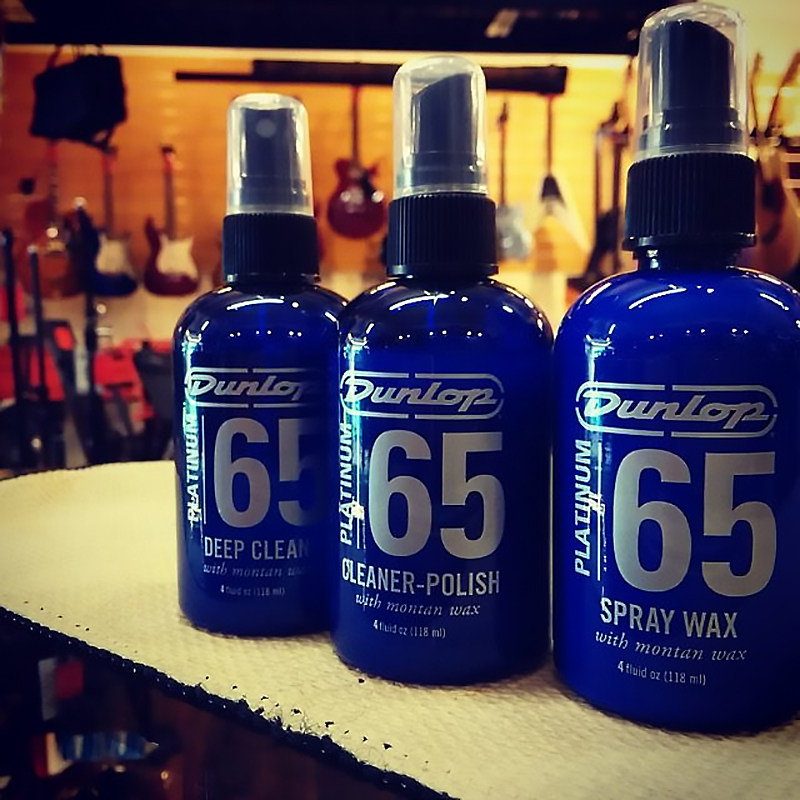 Dunlop
PLATINUM
65
DEEP CLEAN
with montan wax
4 fluid oz (118 ml)
Dunlop
PLATINUM
65
CLEANER-POLISH
with montan wax
4 fluid oz (118 ml)
Dunlop
PLATINUM
65
SPRAY WAX
with montan wax
4 fluid oz (118 ml)